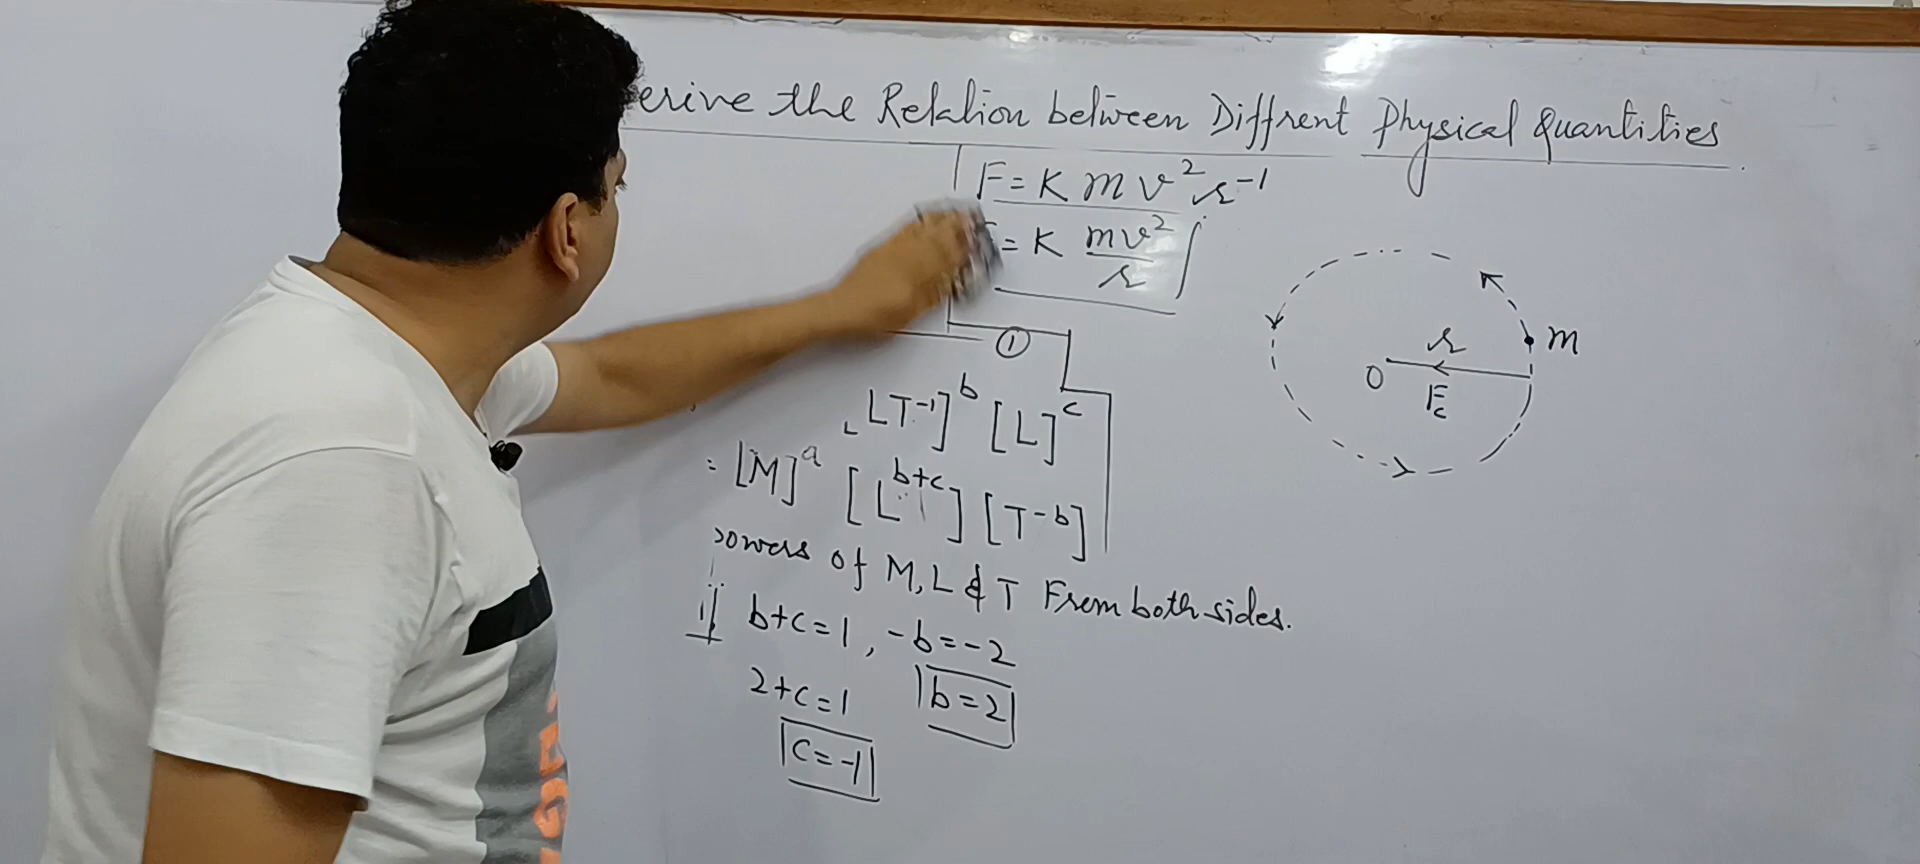 erive the Relation between Diffrent Physical Quantities
F = K m v² r⁻¹
= K mv²/r
①
LT⁻¹]ᵇ [L]ᶜ
= [M]ᵃ [Lᵇ⁺ᶜ] [T⁻ᵇ]
owers of M, L & T From both sides.
b+c=1, -b=-2
2+c=1
b=2
c=-1
m
r
O
Fc